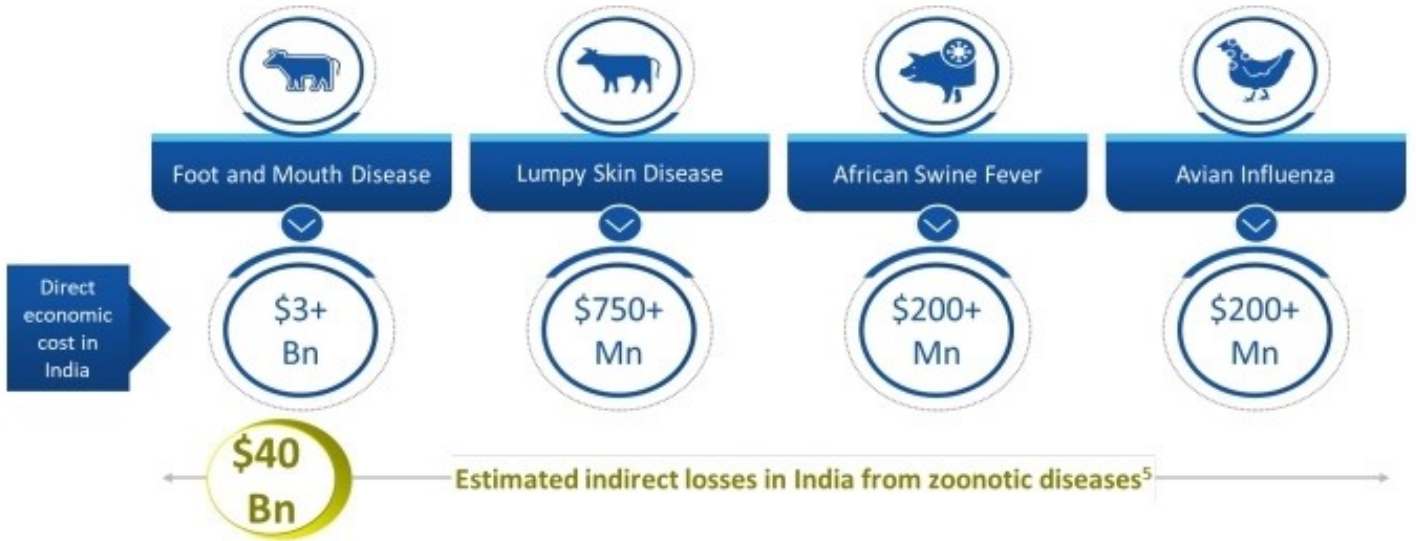 Foot and Mouth Disease
Lumpy Skin Disease
African Swine Fever
Avian Influenza
Direct
economic
cost in
India
$3+
Bn
$750+
Mn
$200+
Mn
$200+
Mn
$40
Bn
Estimated indirect losses in India from zoonotic diseases⁵